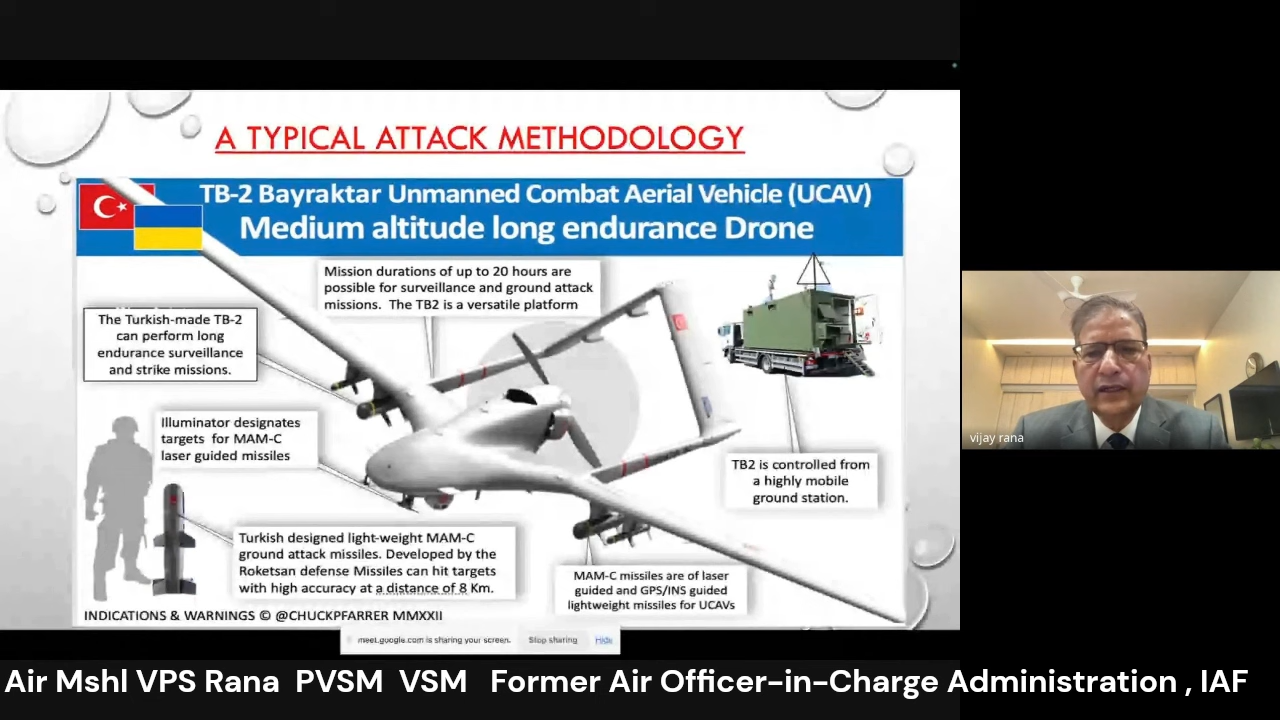 A TYPICAL ATTACK METHODOLOGY
TB-2 Bayraktar Unmanned Combat Aerial Vehicle (UCAV)
Medium altitude long endurance Drone
Mission durations of up to 20 hours are
possible for surveillance and ground attack
missions. The TB2 is a versatile platform
The Turkish-made TB-2
can perform long
endurance surveillance
and strike missions.
Illuminator designates
targets for MAM-C
laser guided missiles
TB2 is controlled from
a highly mobile
ground station.
Turkish designed light-weight MAM-C
ground attack missiles. Developed by the
Roketsan defense Missiles can hit targets
with high accuracy at a distance of 8 Km.
MAM-C missiles are of laser
guided and GPS/INS guided
lightweight missiles for UCAVs
INDICATIONS & WARNINGS © @CHUCKPFARRER MMXXII
meet.google.com is sharing your screen. Stop sharing Hide
vijay rana
Air Mshl VPS Rana PVSM VSM Former Air Officer-in-Charge Administration , IAF